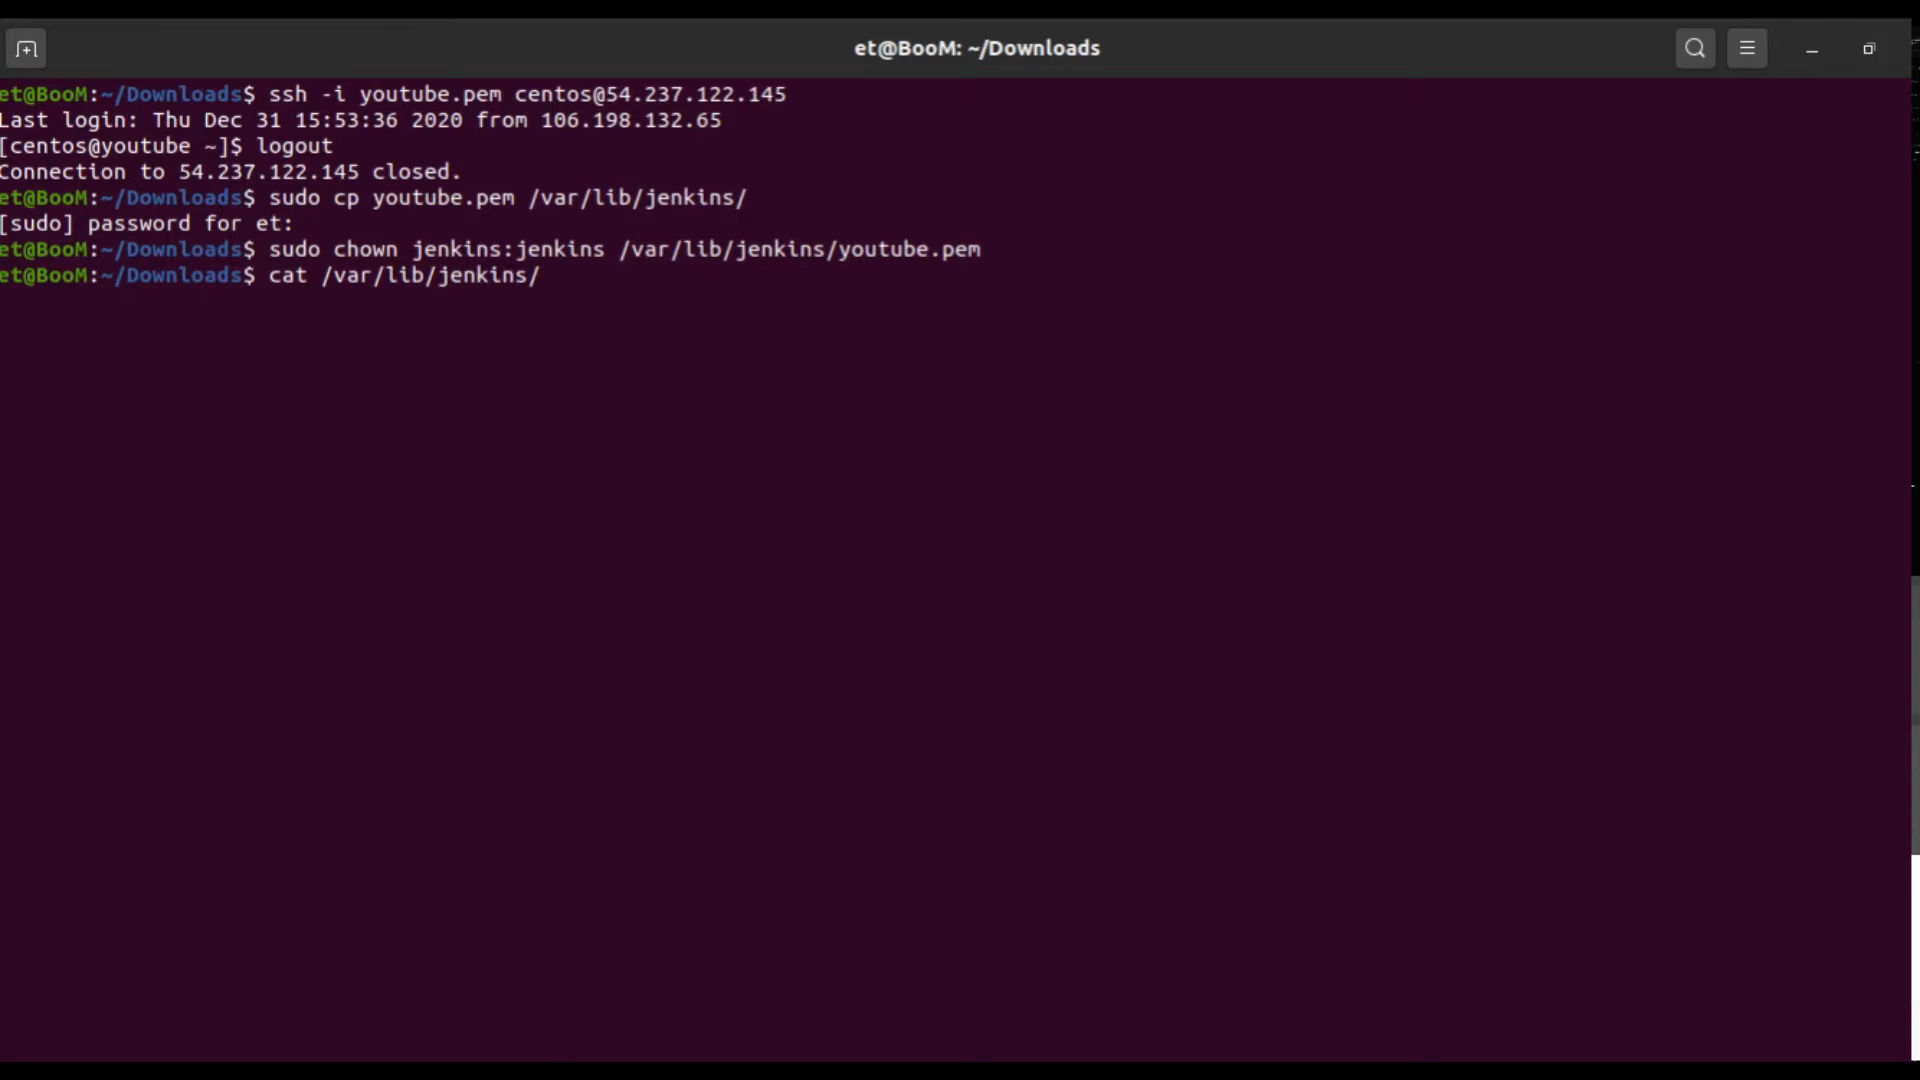 et@BooM: ~/Downloads
et@BooM:~/Downloads$ ssh -i youtube.pem centos@54.237.122.145
Last login: Thu Dec 31 15:53:36 2020 from 106.198.132.65
[centos@youtube ~]$ logout
Connection to 54.237.122.145 closed.
et@BooM:~/Downloads$ sudo cp youtube.pem /var/lib/jenkins/
[sudo] password for et:
et@BooM:~/Downloads$ sudo chown jenkins:jenkins /var/lib/jenkins/youtube.pem
et@BooM:~/Downloads$ cat /var/lib/jenkins/